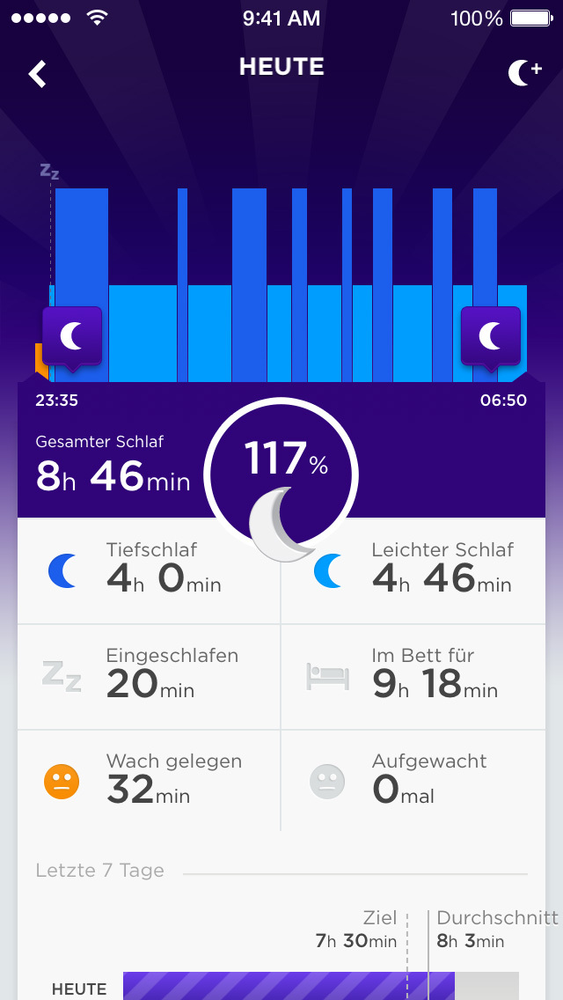 9:41 AM 100%
HEUTE
zz
23:35 06:50
Gesamter Schlaf
8h 46min
117%
Tiefschlaf
4h 0min
Leichter Schlaf
4h 46min
zz
Eingeschlafen
20min
Im Bett für
9h 18min
Wach gelegen
32min
Aufgewacht
0mal
Letzte 7 Tage
Ziel
7h 30min
Durchschnitt
8h 3min
HEUTE